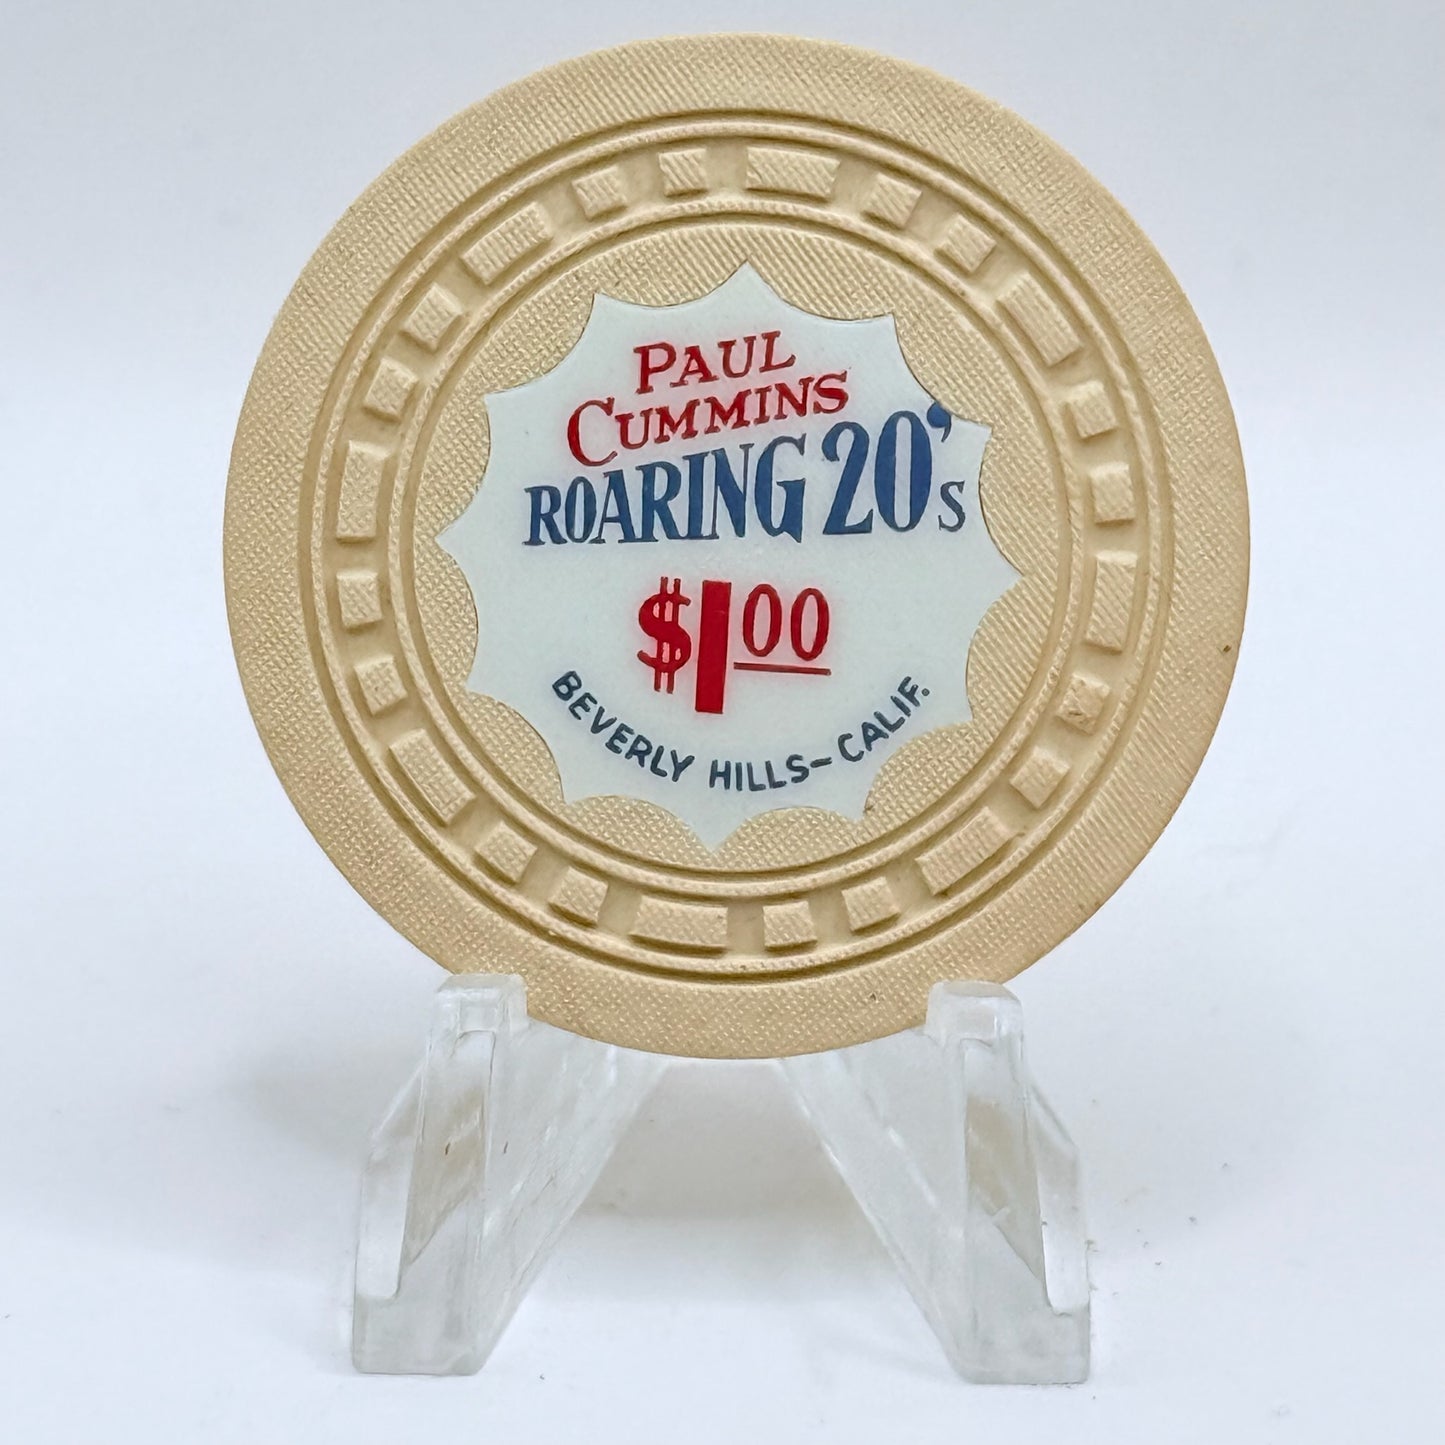 PAUL
CUMMINS
ROARING 20's
$1.00
BEVERLY HILLS-CALIF.